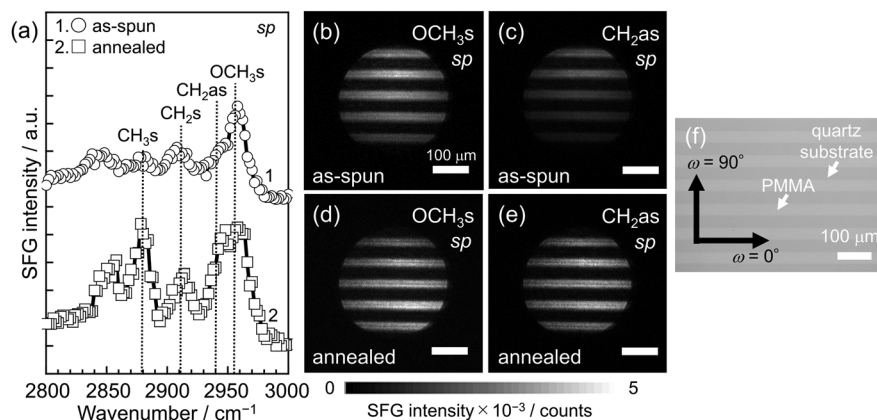 (a)
1. as-spun
2. annealed
sp
OCH3s
CH2as
CH2s
CH3s
1
2
SFG intensity / a.u.
2800 2850 2900 2950 3000
Wavenumber / cm−1
(b)
OCH3s
sp
100 μm
as-spun
(c)
CH2as
sp
as-spun
(d)
OCH3s
sp
annealed
(e)
CH2as
sp
annealed
0 5
SFG intensity × 10−3 / counts
(f)
quartz
substrate
ω = 90°
PMMA
100 μm
ω = 0°